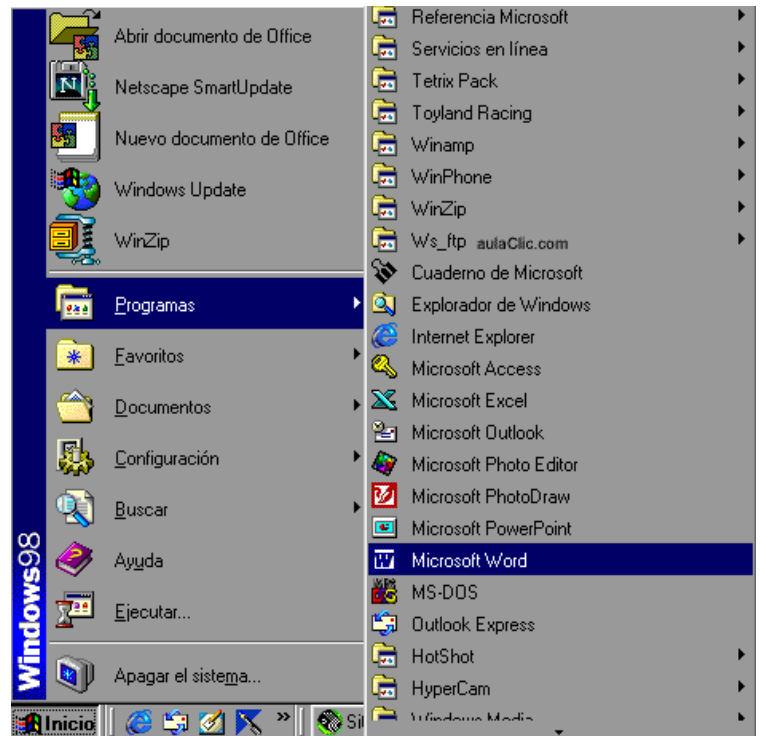 Abrir documento de Office
Netscape SmartUpdate
Nuevo documento de Office
Windows Update
WinZip
Programas
Favoritos
Documentos
Configuración
Buscar
Ayuda
Ejecutar...
Apagar el sistema...
Windows98
Inicio
»
Referencia Microsoft
Servicios en línea
Tetrix Pack
Toyland Racing
Winamp
WinPhone
WinZip
Ws_ftp aulaClic.com
Cuaderno de Microsoft
Explorador de Windows
Internet Explorer
Microsoft Access
Microsoft Excel
Microsoft Outlook
Microsoft Photo Editor
Microsoft PhotoDraw
Microsoft PowerPoint
Microsoft Word
MS-DOS
Outlook Express
HotShot
HyperCam
Windows Media